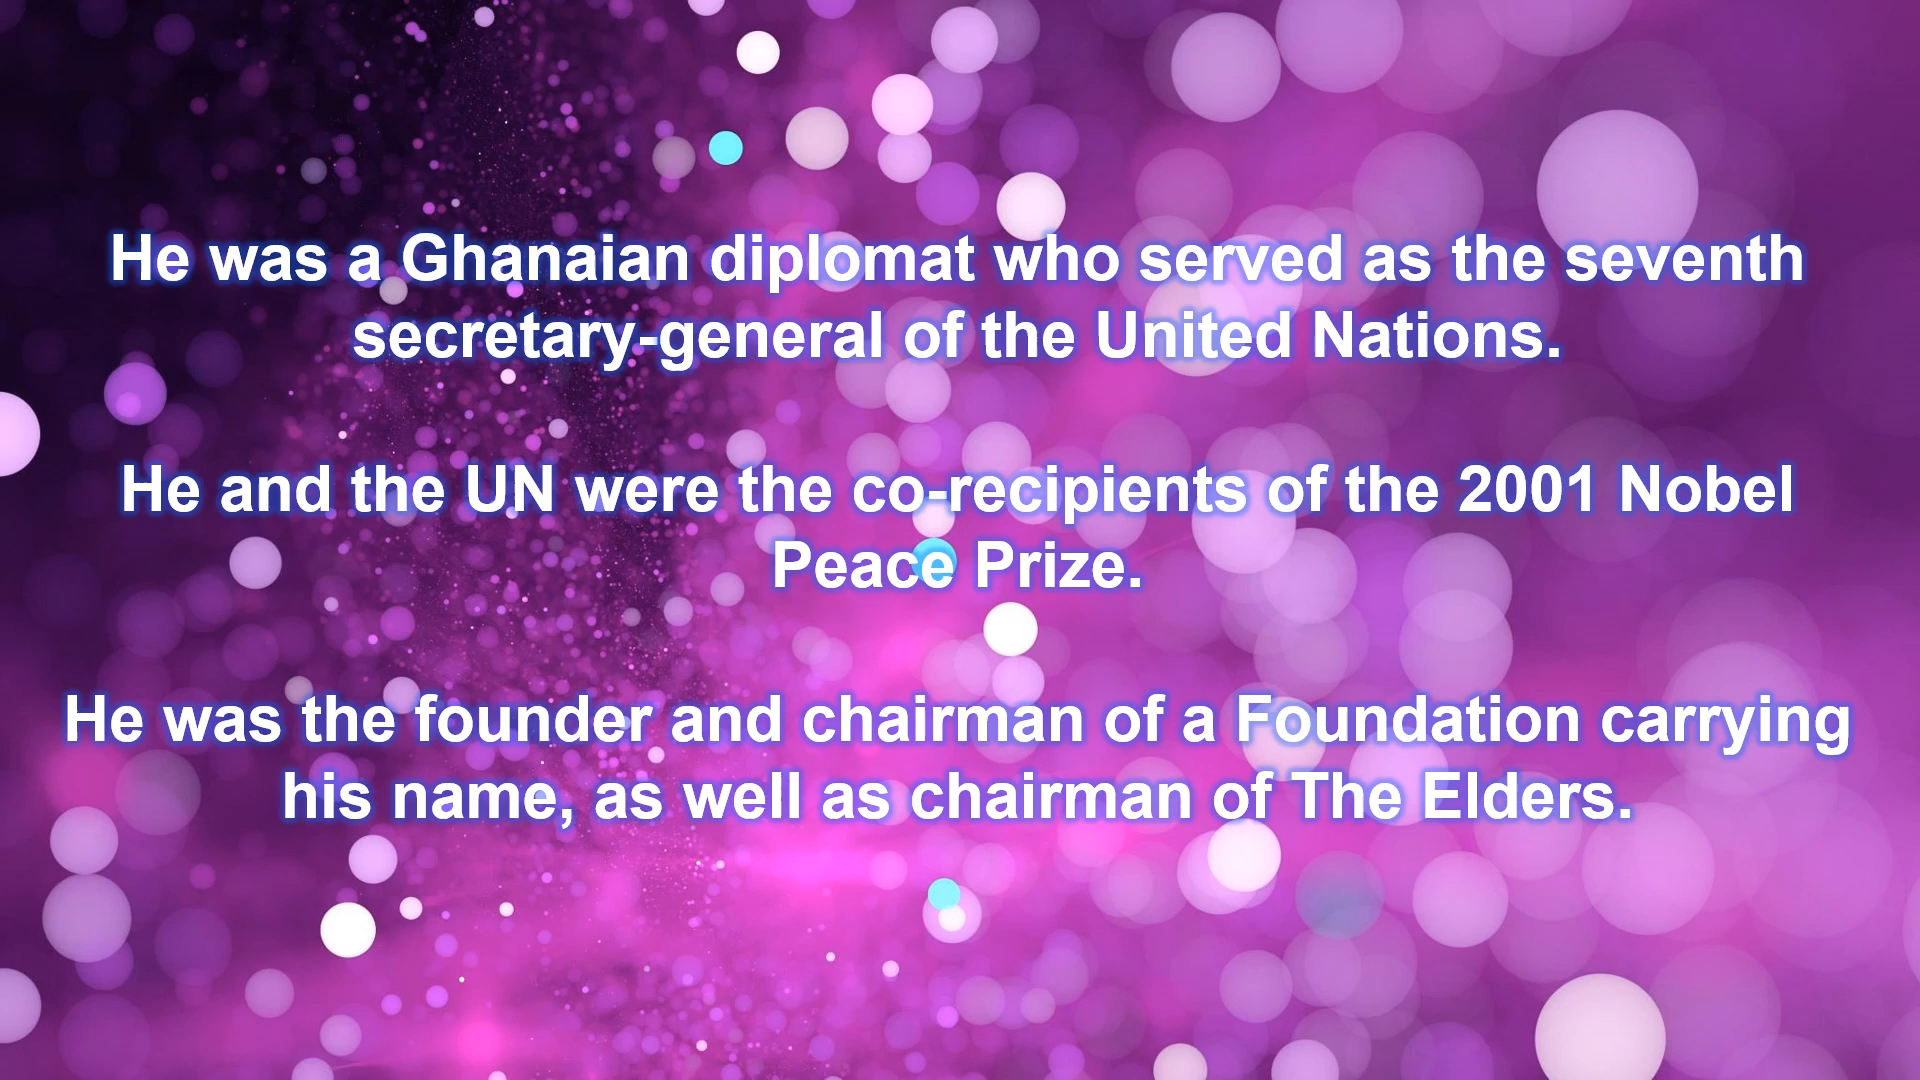 He was a Ghanaian diplomat who served as the seventh
secretary-general of the United Nations.
He and the UN were the co-recipients of the 2001 Nobel
Peace Prize.
He was the founder and chairman of a Foundation carrying
his name, as well as chairman of The Elders.